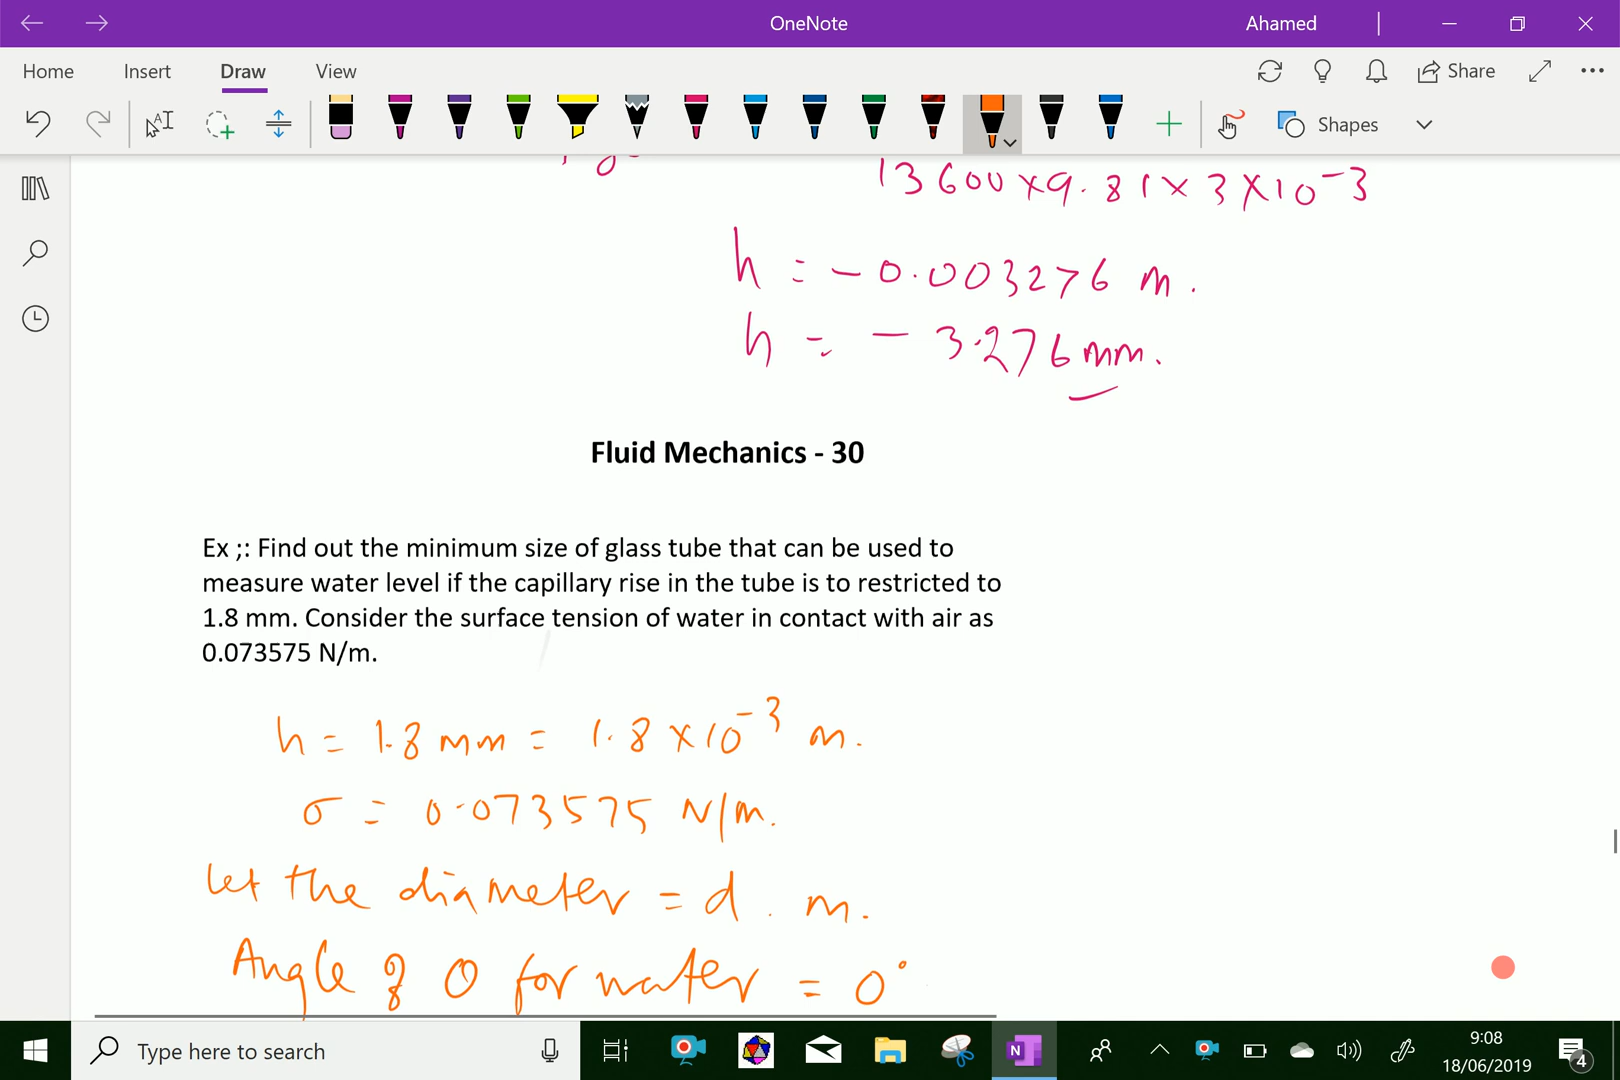 OneNote
Ahamed
Home Insert Draw View
Share
Shapes
13600×9.81×3×10⁻³
h = -0.003276 m.
h = - 3.276mm.
Fluid Mechanics - 30
Ex ;: Find out the minimum size of glass tube that can be used to
measure water level if the capillary rise in the tube is to restricted to
1.8 mm. Consider the surface tension of water in contact with air as
0.073575 N/m.
h = 1.8 mm = 1.8 ×10⁻³ m.
σ = 0.073575 N/m.
Let the diameter = d. m.
Angle of θ for water = 0°
Type here to search
N
9:08
18/06/2019
4